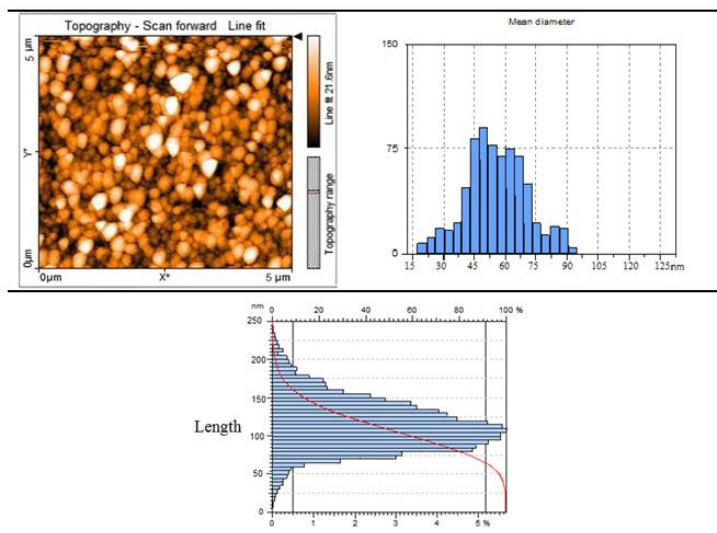 Topography - Scan forward Line fit
5 µm
Y*
0µm
0µm X* 5 µm
Line fit 21.6nm
Topography range
Mean diameter
150
75
0
15 30 45 60 75 90 105 120 135nm
nm 0 20 40 60 80 100 %
250
200
150
Length
100
50
0
0 1 2 3 4 5 %